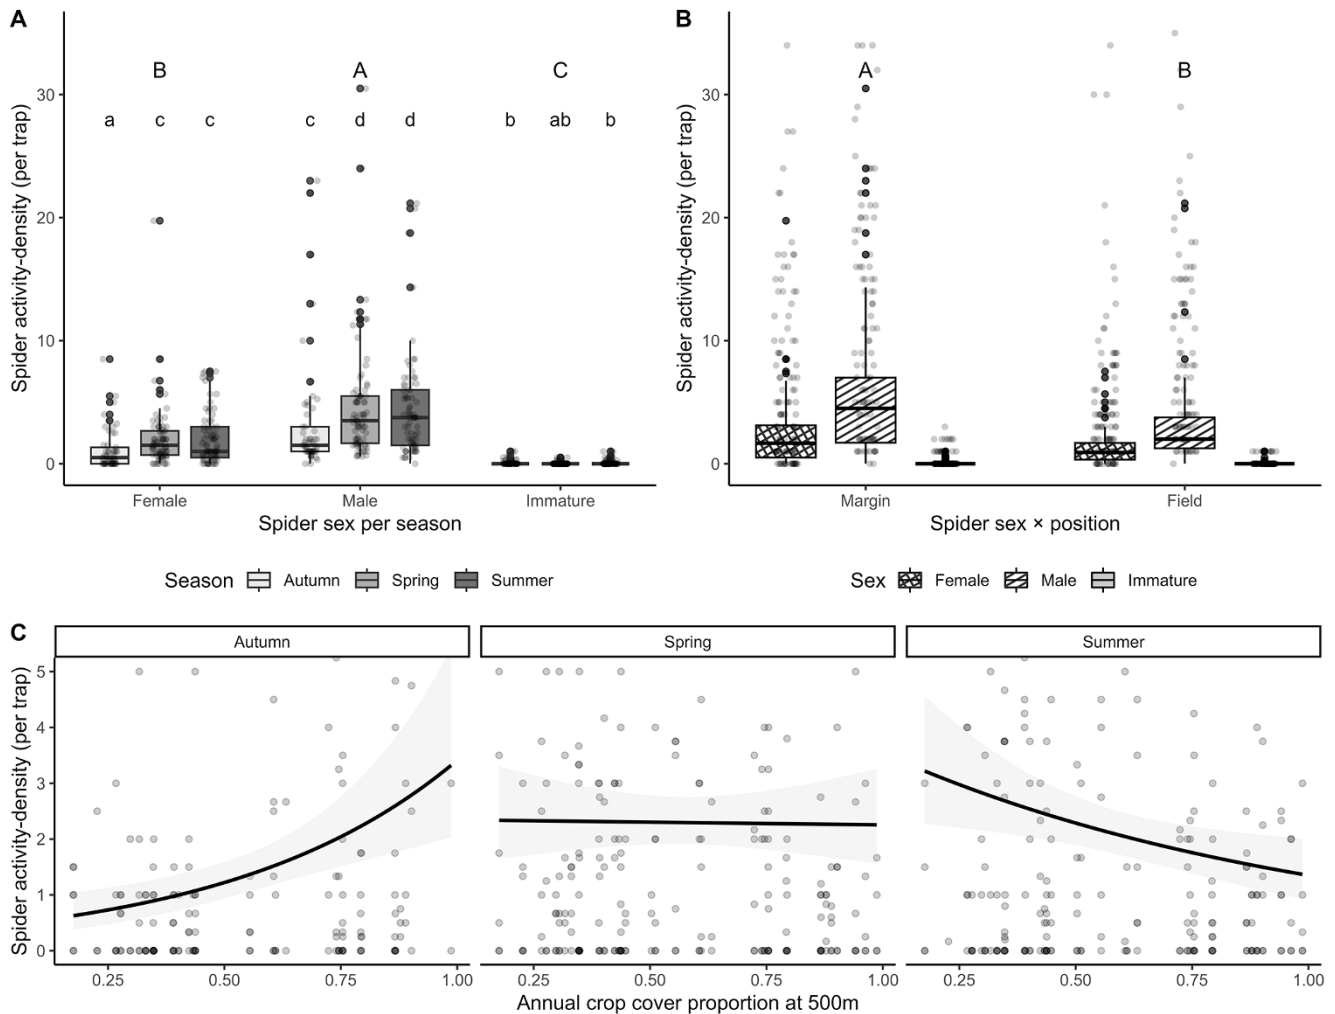 A
B
B
A
C
A
B
a
c
c
c
d
d
b
ab
b
Spider activity-density (per trap)
30
20
10
0
Female
Male
Immature
Spider sex per season
Spider activity-density (per trap)
30
20
10
0
Margin
Field
Spider sex × position
Season
Autumn
Spring
Summer
Sex
Female
Male
Immature
C
Autumn
Spring
Summer
Spider activity-density (per trap)
5
4
3
2
1
0
0.25
0.50
0.75
1.00
0.25
0.50
0.75
1.00
0.25
0.50
0.75
1.00
Annual crop cover proportion at 500m